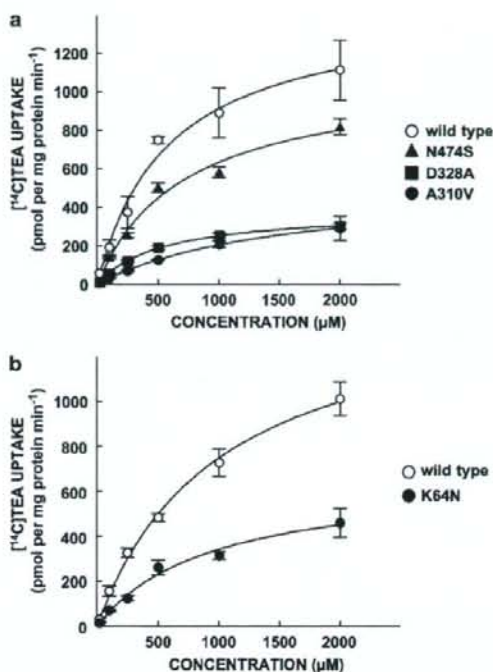 a
[¹⁴C]TEA UPTAKE
(pmol per mg protein min⁻¹)
1200
1000
800
600
400
200
0
500 1000 1500 2000
CONCENTRATION (µM)
wild type
N474S
D328A
A310V
b
[¹⁴C]TEA UPTAKE
(pmol per mg protein min⁻¹)
1000
800
600
400
200
0
500 1000 1500 2000
CONCENTRATION (µM)
wild type
K64N